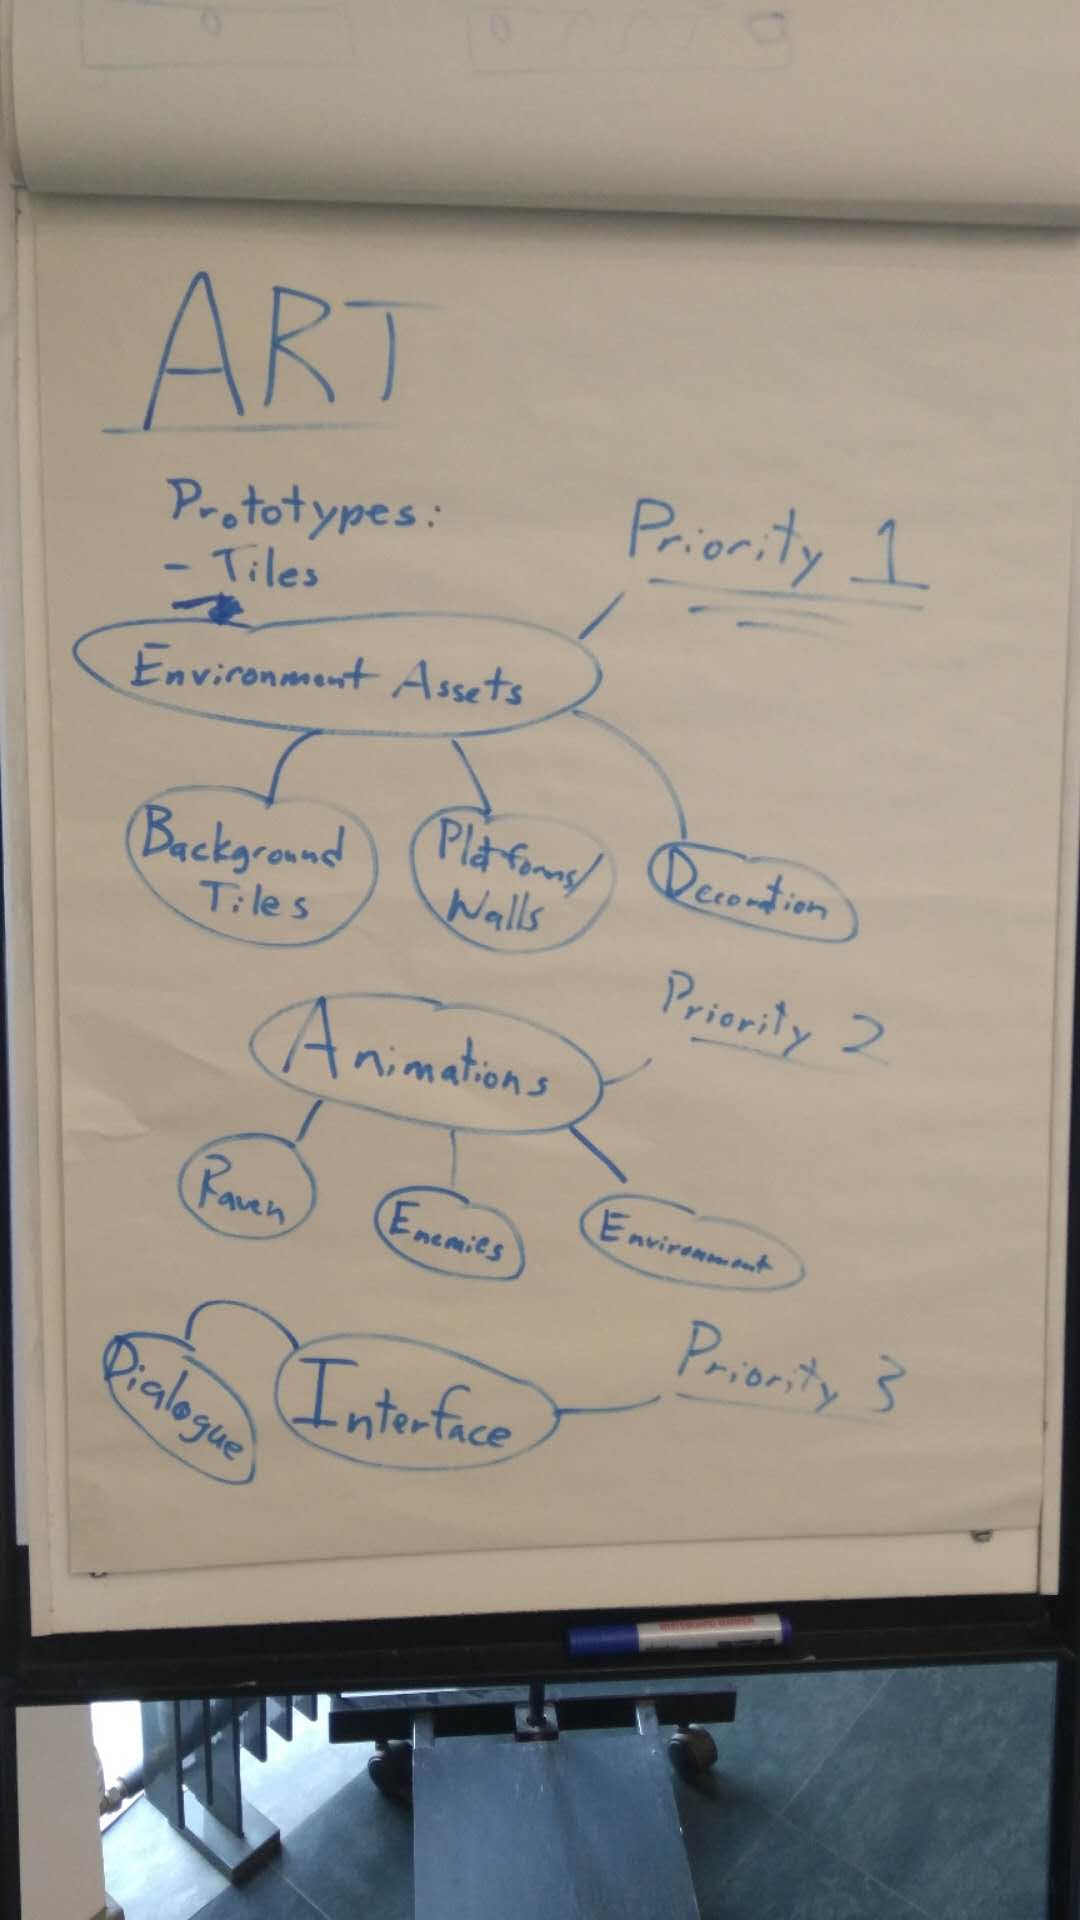 ART
Prototypes:
- Tiles
Priority 1
Environment Assets
Background
Tiles
Platforms/
Walls
Decoration
Priority 2
Animations
Raven
Enemies
Environment
Priority 3
Interface
Dialogue